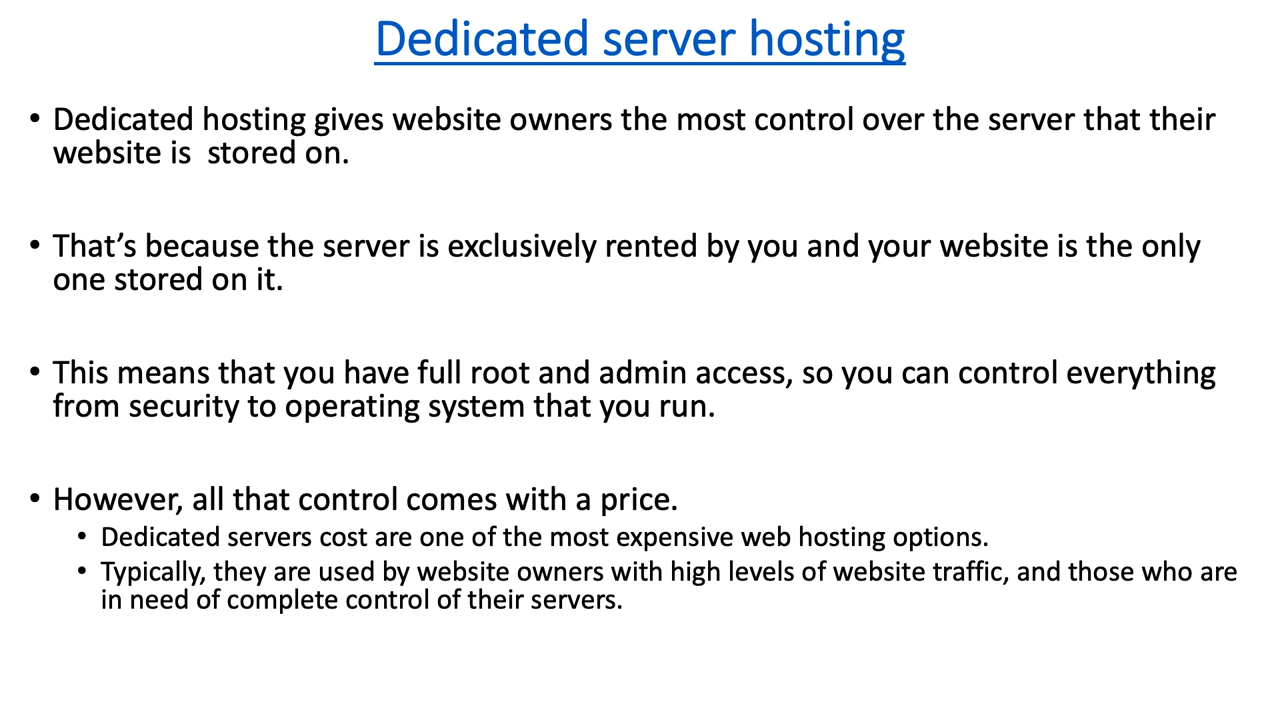 Dedicated server hosting
• Dedicated hosting gives website owners the most control over the server that their
website is  stored on.
• That’s because the server is exclusively rented by you and your website is the only
one stored on it.
• This means that you have full root and admin access, so you can control everything
from security to operating system that you run.
• However, all that control comes with a price.
• Dedicated servers cost are one of the most expensive web hosting options.
• Typically, they are used by website owners with high levels of website traffic, and those who are
in need of complete control of their servers.